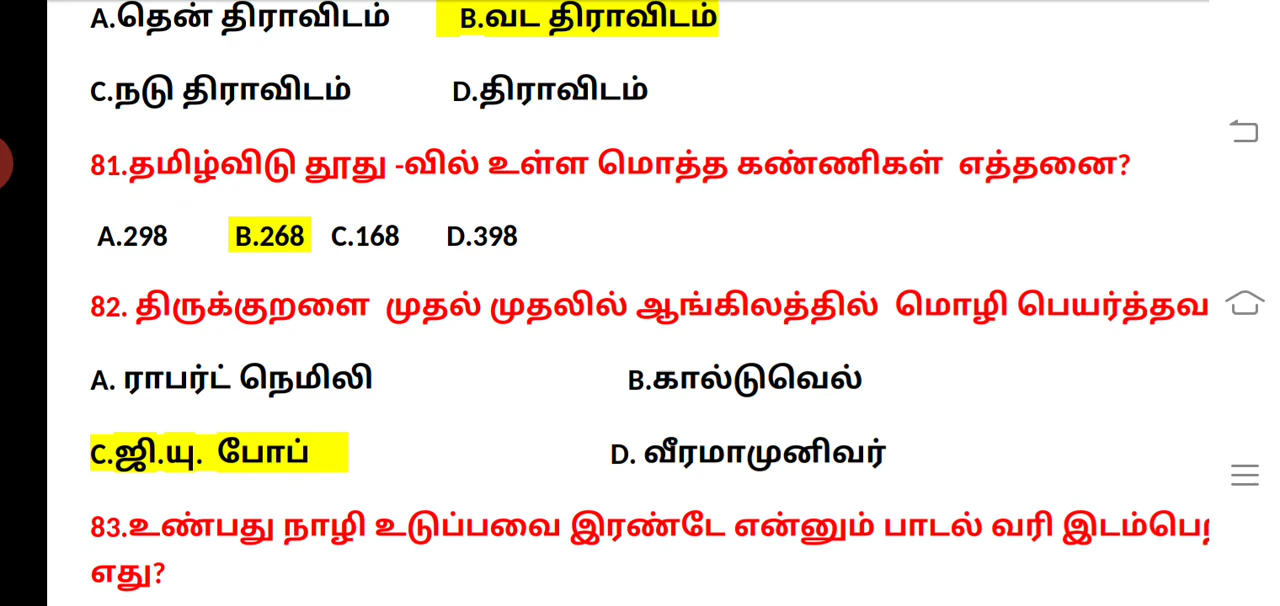 A.தென் திராவிடம் B.வட திராவிடம்
C.நடு திராவிடம் D.திராவிடம்
81.தமிழ்விடு தூது -வில் உள்ள மொத்த கண்ணிகள் எத்தனை?
A.298 B.268 C.168 D.398
82. திருக்குறளை முதல் முதலில் ஆங்கிலத்தில் மொழி பெயர்த்தவ
A. ராபர்ட் நெமிலி B.கால்டுவெல்
C.ஜி.யு. போப் D. வீரமாமுனிவர்
83.உண்பது நாழி உடுப்பவை இரண்டே என்னும் பாடல் வரி
எது?